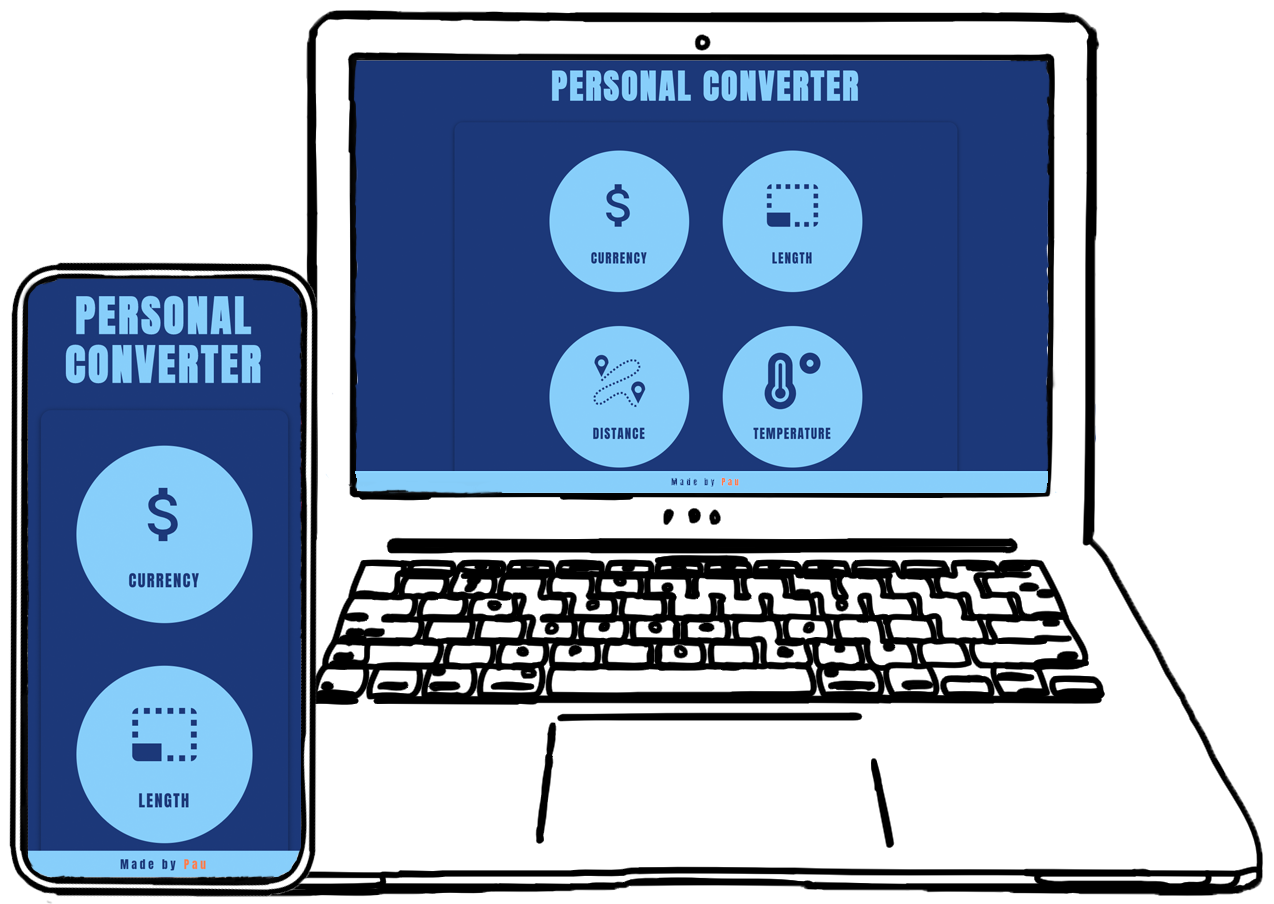 PERSONAL CONVERTER
$
CURRENCY
LENGTH
DISTANCE
TEMPERATURE
Made by Pau
PERSONAL
CONVERTER
$
CURRENCY
LENGTH
Made by Pau